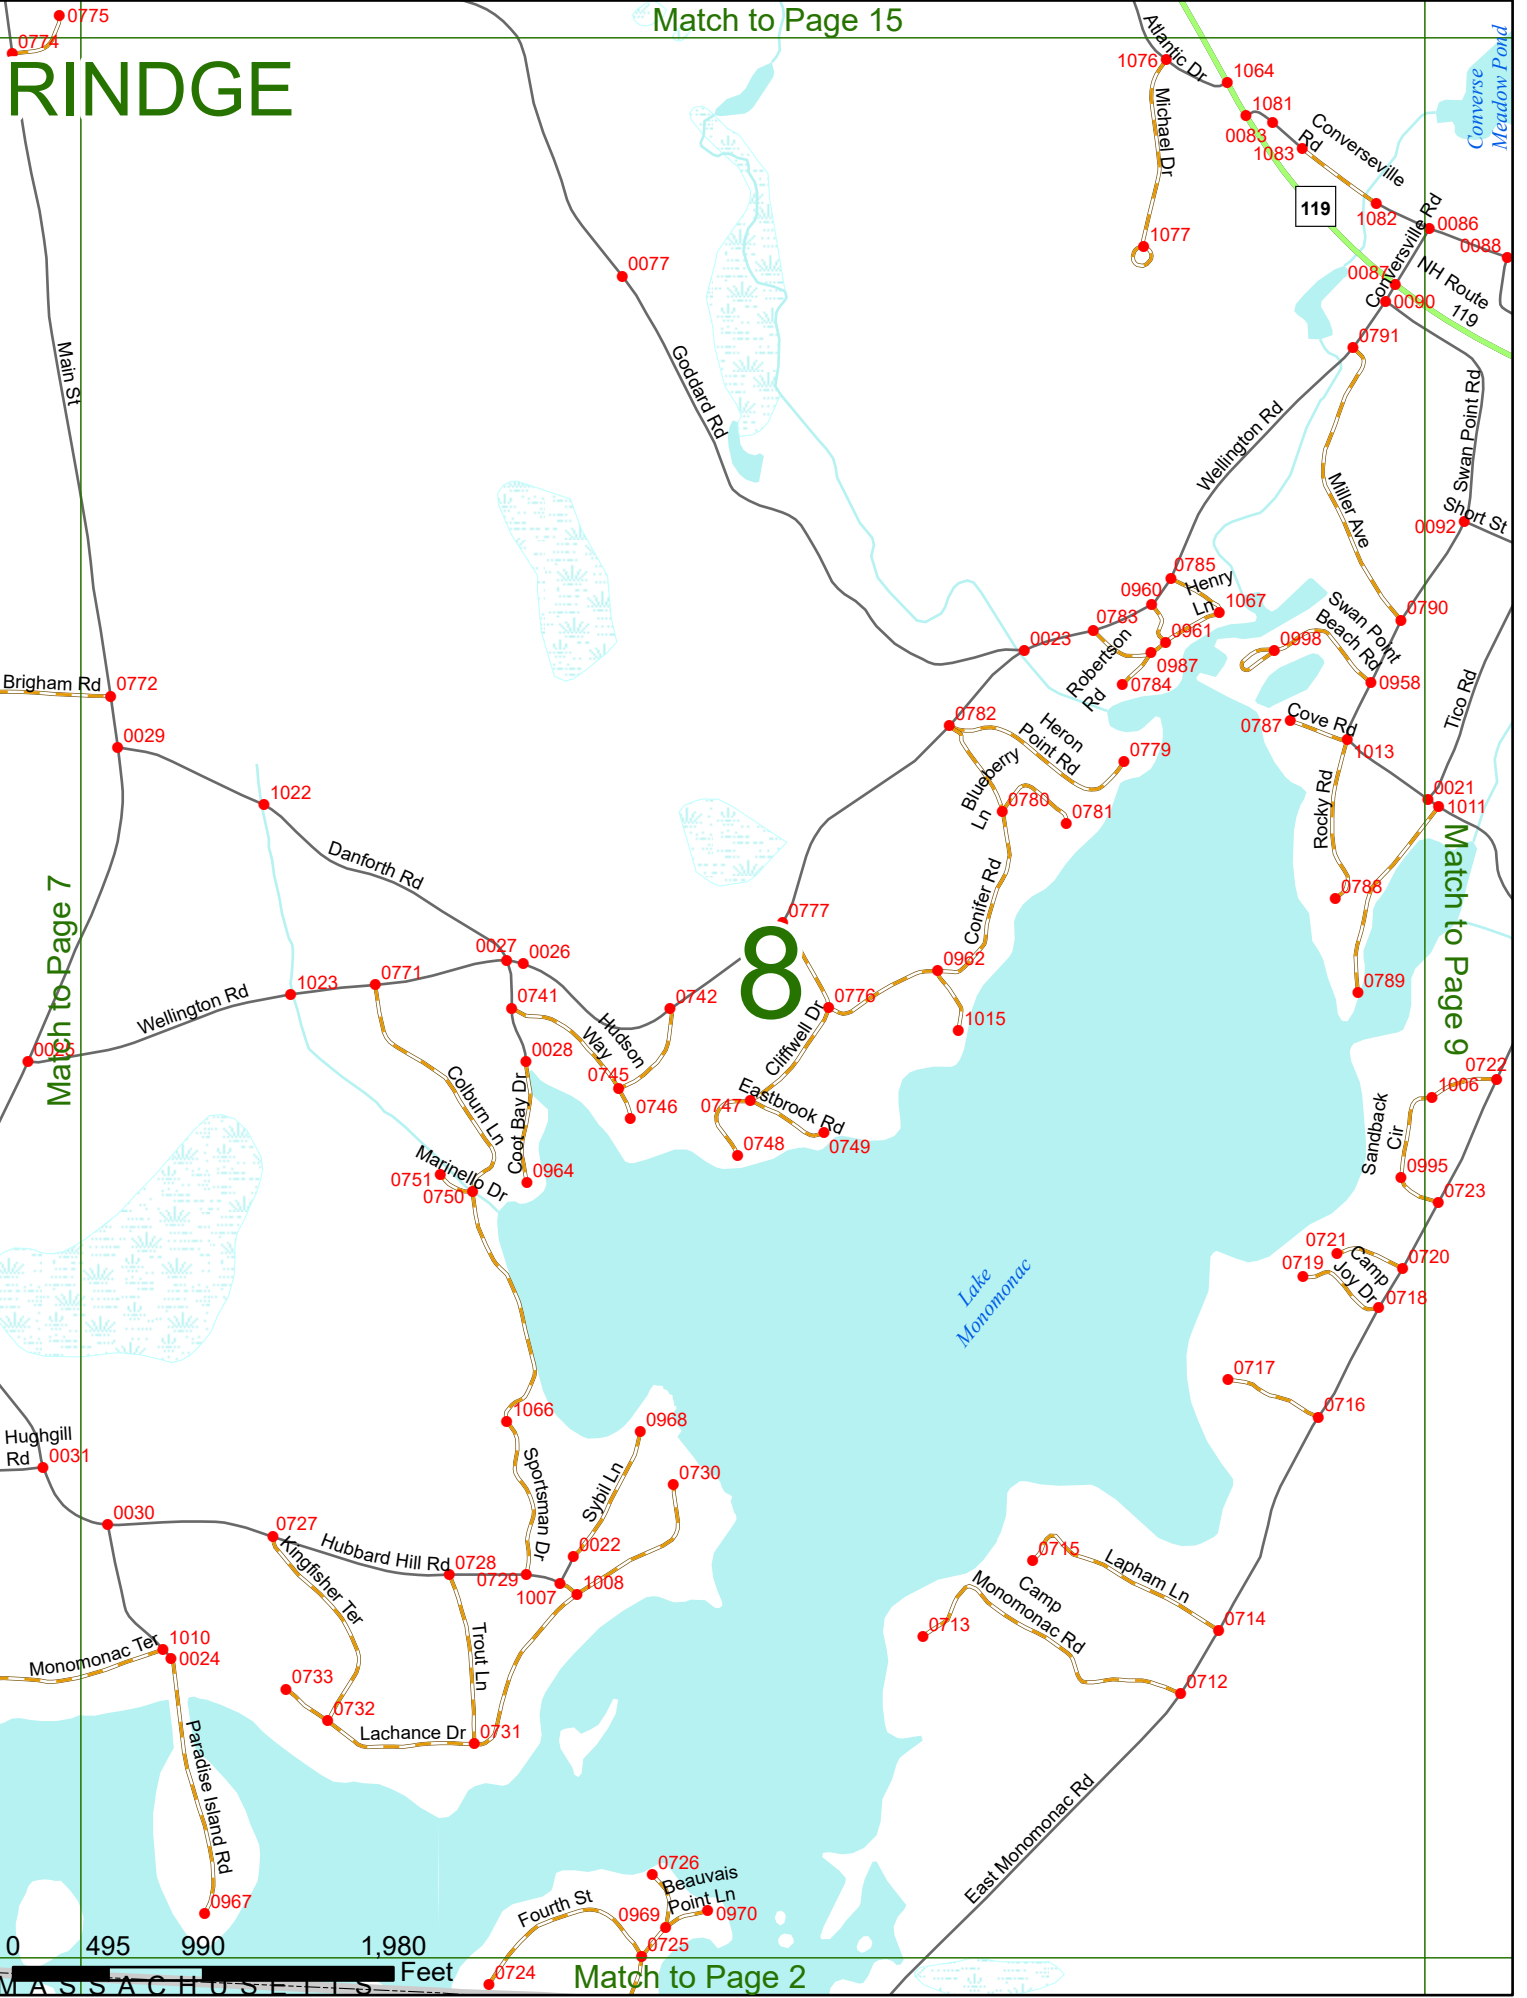 0775
Match to Page 15
0774
RINDGE
Atlantic Dr
1076
1064
Converse
Meadow Pond
Michael Dr
1081
0083
1083
Converseville
Rd
119
1082
Conversville Rd
0086
0088
1077
0077
0087
NH Route
119
0090
0791
Main St
Goddard Rd
Wellington Rd
Swan Point Rd
Miller Ave
Short St
0092
0785
Henry
Ln
0960
1067
0783
0961
0023
Robertson
Rd
0987
0784
0790
Swan Point
Beach Rd
0998
0958
Brigham Rd
0772
0029
0782
Heron
Point Rd
0779
Cove Rd
0787
1013
Tico Rd
1022
Blueberry
Ln
0780
0781
Rocky Rd
0021
1011
Danforth Rd
Match to Page 7
Match to Page 9
0788
0777
8
Conifer Rd
0027
0026
0771
0962
1023
0789
Wellington Rd
0741
0742
0776
1015
Hudson
Way
Cliffwell Dr
0025
0028
0722
1006
Colburn Ln
Coot Bay Dr
0745
0746
0747
Eastbrook Rd
0748
0749
Sandback
Cir
Marinello Dr
0751
0750
0964
0995
0723
0721
0719
Camp
Joy Dr
0720
0718
Lake
Monomonac
0717
0716
1066
0968
Hughgill
Rd
0031
Sportsman Dr
Sybil Ln
0730
0030
0727
Hubbard Hill Rd
0728
0729
0022
1007
1008
Kingfisher Ter
0715
Lapham Ln
Camp
Monomonac Rd
0713
0714
Trout Ln
Monomonac Ter
1010
0024
0733
0732
Lachance Dr
0731
0712
Paradise Island Rd
East Monomonac Rd
0967
0726
Beauvais
Point Ln
Fourth St
0969
0970
0725
0724
0 495 990 1,980
Feet
Match to Page 2
MASSACHUSETTS